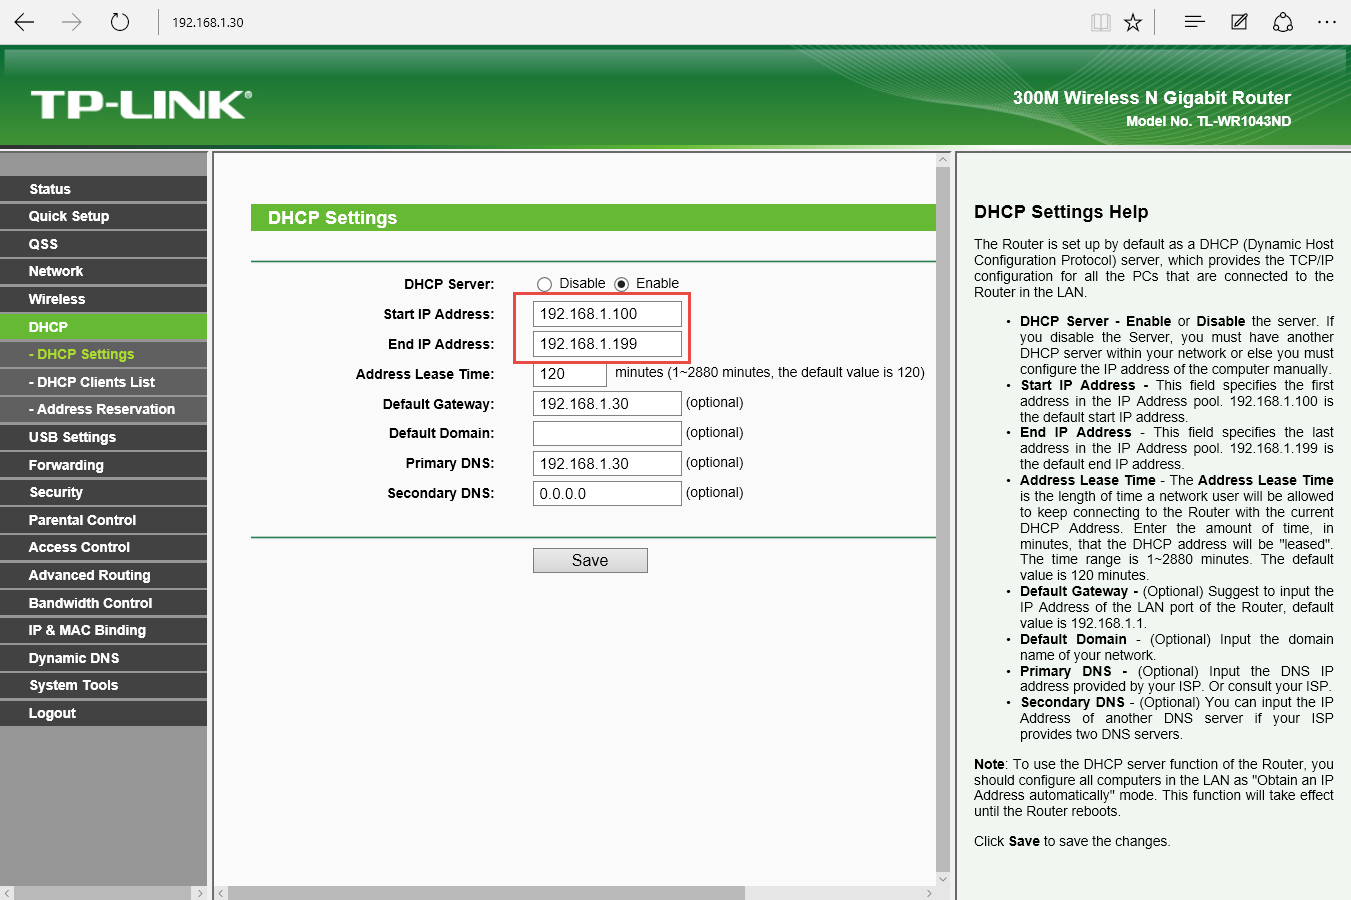 192.168.1.30
TP-LINK®
300M Wireless N Gigabit Router
Model No. TL-WR1043ND
Status
Quick Setup
QSS
Network
Wireless
DHCP
- DHCP Settings
- DHCP Clients List
- Address Reservation
USB Settings
Forwarding
Security
Parental Control
Access Control
Advanced Routing
Bandwidth Control
IP & MAC Binding
Dynamic DNS
System Tools
Logout
DHCP Settings
DHCP Server: Disable Enable
Start IP Address: 192.168.1.100
End IP Address: 192.168.1.199
Address Lease Time: 120 minutes (1~2880 minutes, the default value is 120)
Default Gateway: 192.168.1.30 (optional)
Default Domain: (optional)
Primary DNS: 192.168.1.30 (optional)
Secondary DNS: 0.0.0.0 (optional)
Save
DHCP Settings Help
The Router is set up by default as a DHCP (Dynamic Host
Configuration Protocol) server, which provides the TCP/IP
configuration for all the PCs that are connected to the
Router in the LAN.
• DHCP Server - Enable or Disable the server. If
you disable the Server, you must have another
DHCP server within your network or else you must
configure the IP address of the computer manually.
• Start IP Address - This field specifies the first
address in the IP Address pool. 192.168.1.100 is
the default start IP address.
• End IP Address - This field specifies the last
address in the IP Address pool. 192.168.1.199 is
the default end IP address.
• Address Lease Time - The Address Lease Time
is the length of time a network user will be allowed
to keep connecting to the Router with the current
DHCP Address. Enter the amount of time, in
minutes, that the DHCP address will be "leased".
The time range is 1~2880 minutes. The default
value is 120 minutes.
• Default Gateway - (Optional) Suggest to input the
IP Address of the LAN port of the Router, default
value is 192.168.1.1.
• Default Domain - (Optional) Input the domain
name of your network.
• Primary DNS - (Optional) Input the DNS IP
address provided by your ISP. Or consult your ISP.
• Secondary DNS - (Optional) You can input the IP
Address of another DNS server if your ISP
provides two DNS servers.
Note: To use the DHCP server function of the Router, you
should configure all computers in the LAN as "Obtain an IP
Address automatically" mode. This function will take effect
until the Router reboots.
Click Save to save the changes.